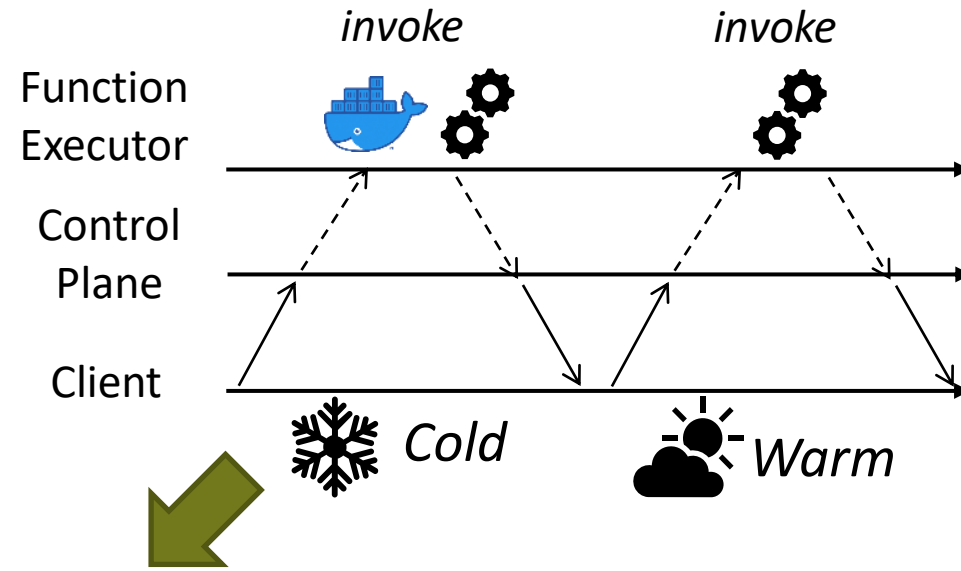 invoke
invoke
Function
Executor
Control
Plane
Client
Cold
Warm